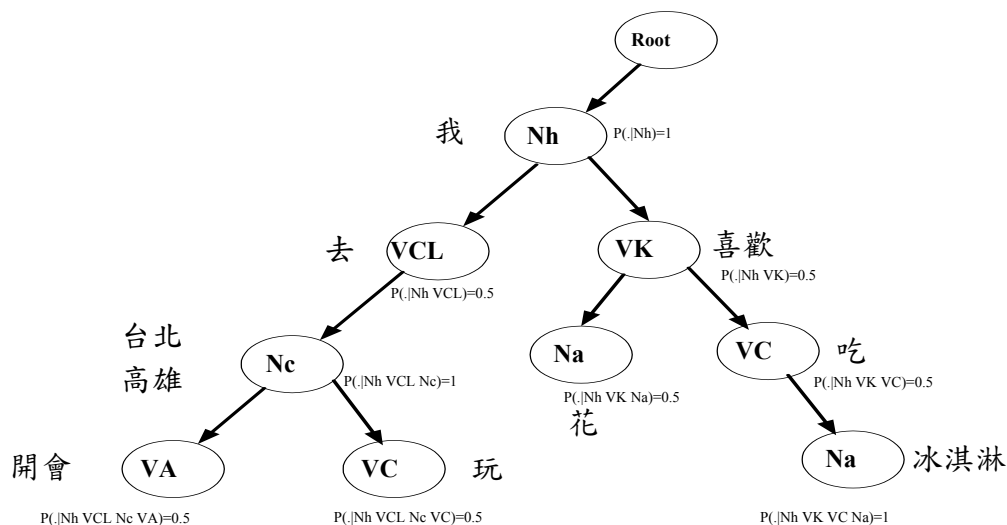 Root
我
Nh
P(.|Nh)=1
去
VCL
P(.|Nh VCL)=0.5
VK
喜歡
P(.|Nh VK)=0.5
台北
高雄
Nc
P(.|Nh VCL Nc)=1
Na
P(.|Nh VK Na)=0.5
花
VC
吃
P(.|Nh VK VC)=0.5
開會
VA
P(.|Nh VCL Nc VA)=0.5
VC
玩
P(.|Nh VCL Nc VC)=0.5
Na
冰淇淋
P(.|Nh VK VC Na)=1